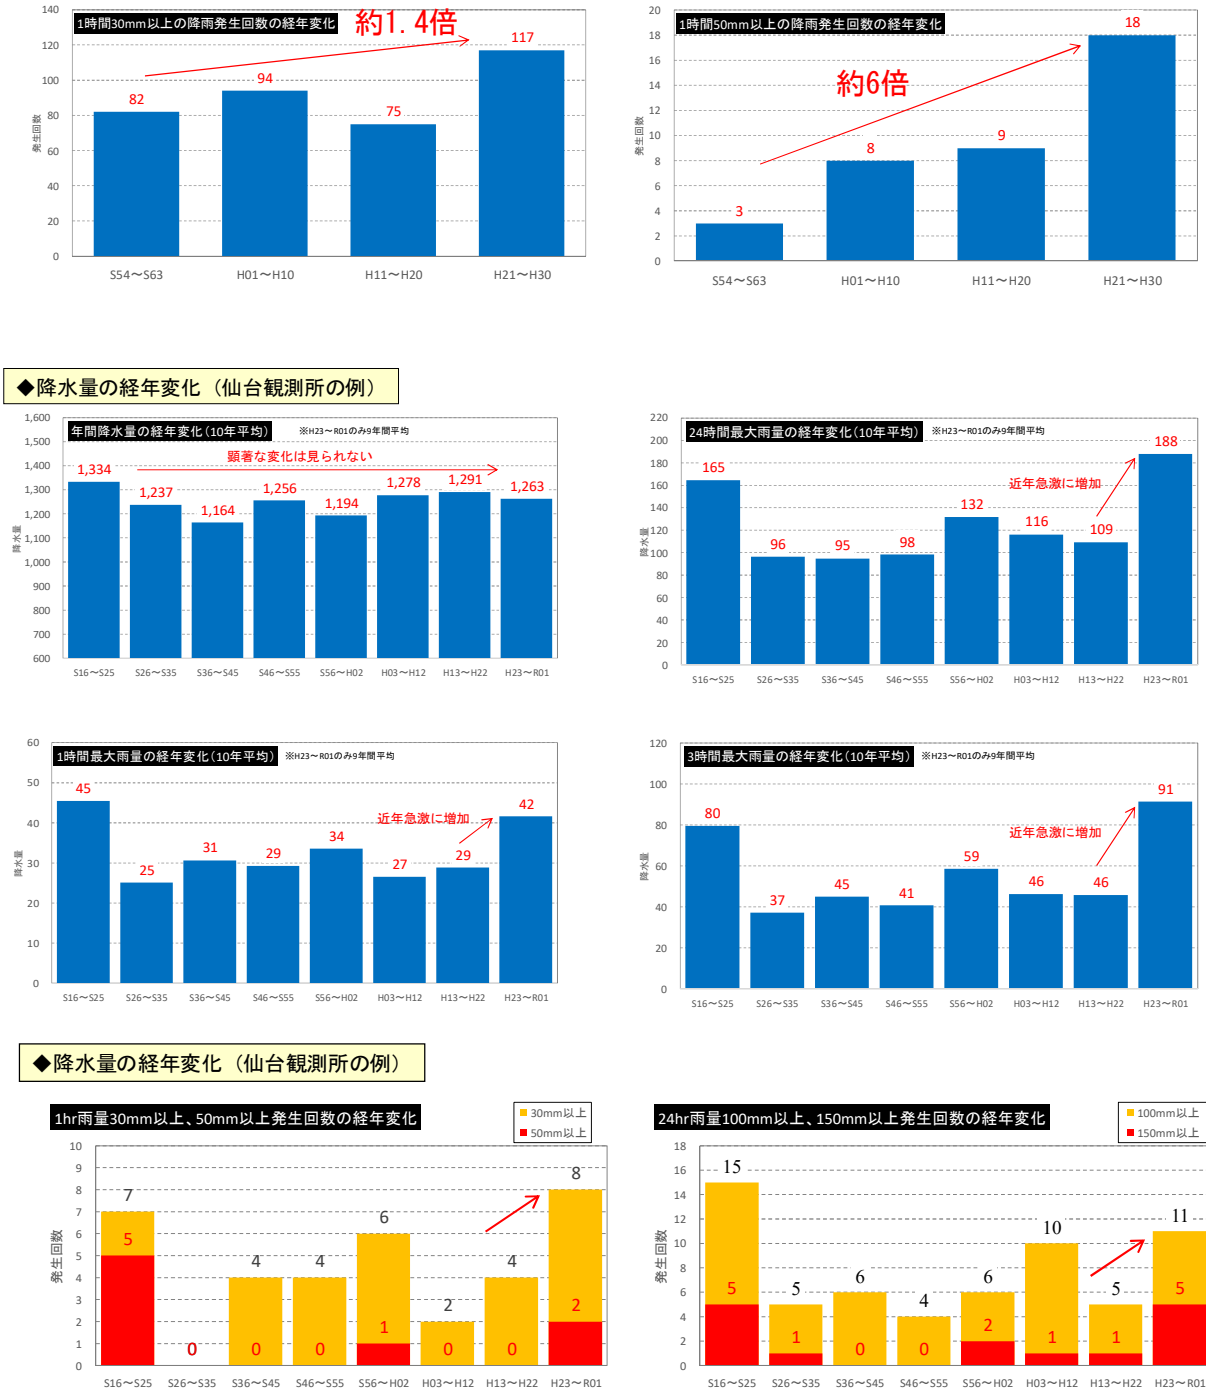 1時間30mm以上の降雨発生回数の経年変化
約1.4倍
発生回数
140
120
100
80
60
40
20
0
82
94
75
117
S54～S63
H01～H10
H11～H20
H21～H30
1時間50mm以上の降雨発生回数の経年変化
約6倍
発生回数
20
18
16
14
12
10
8
6
4
2
0
3
8
9
18
S54～S63
H01～H10
H11～H20
H21～H30
◆降水量の経年変化（仙台観測所の例）
年間降水量の経年変化（10年平均）
※H23～R01のみ9年間平均
顕著な変化は見られない
降水量
1,600
1,500
1,400
1,300
1,200
1,100
1,000
900
800
700
600
1,334
1,237
1,164
1,256
1,194
1,278
1,291
1,263
S16～S25
S26～S35
S36～S45
S46～S55
S56～H02
H03～H12
H13～H22
H23～R01
24時間最大雨量の経年変化（10年平均）
※H23～R01のみ9年間平均
近年急激に増加
降水量
220
200
180
160
140
120
100
80
60
40
20
0
165
96
95
98
132
116
109
188
S16～S25
S26～S35
S36～S45
S46～S55
S56～H02
H03～H12
H13～H22
H23～R01
1時間最大雨量の経年変化（10年平均）
※H23～R01のみ9年間平均
近年急激に増加
降水量
60
50
40
30
20
10
0
45
25
31
29
34
27
29
42
S16～S25
S26～S35
S36～S45
S46～S55
S56～H02
H03～H12
H13～H22
H23～R01
3時間最大雨量の経年変化（10年平均）
※H23～R01のみ9年間平均
近年急激に増加
降水量
120
100
80
60
40
20
0
80
37
45
41
59
46
46
91
S16～S25
S26～S35
S36～S45
S46～S55
S56～H02
H03～H12
H13～H22
H23～R01
◆降水量の経年変化（仙台観測所の例）
1hr雨量30mm以上、50mm以上発生回数の経年変化
30mm以上
50mm以上
発生回数
10
9
8
7
6
5
4
3
2
1
0
7
5
0
4
0
4
0
6
1
2
0
4
0
8
2
S16～S25
S26～S35
S36～S45
S46～S55
S56～H02
H03～H12
H13～H22
H23～R01
24hr雨量100mm以上、150mm以上発生回数の経年変化
100mm以上
150mm以上
発生回数
18
16
14
12
10
8
6
4
2
0
15
5
5
1
6
0
4
0
6
2
10
1
5
1
11
5
S16～S25
S26～S35
S36～S45
S46～S55
S56～H02
H03～H12
H13～H22
H23～R01